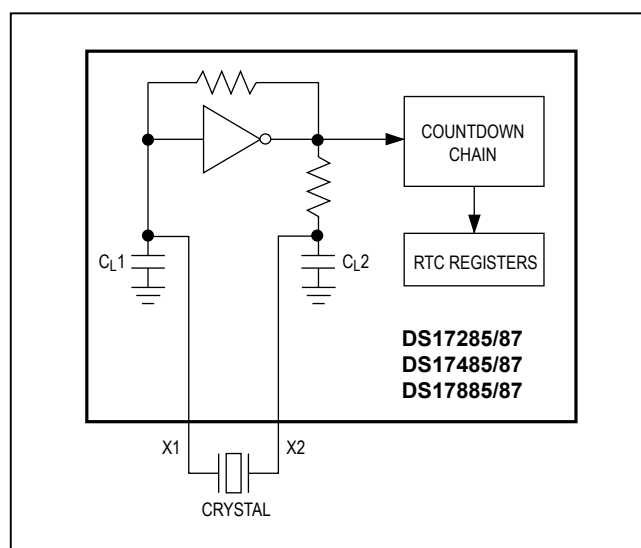 COUNTDOWN
CHAIN
CL1
CL2
RTC REGISTERS
DS17285/87
DS17485/87
DS17885/87
X1
X2
CRYSTAL